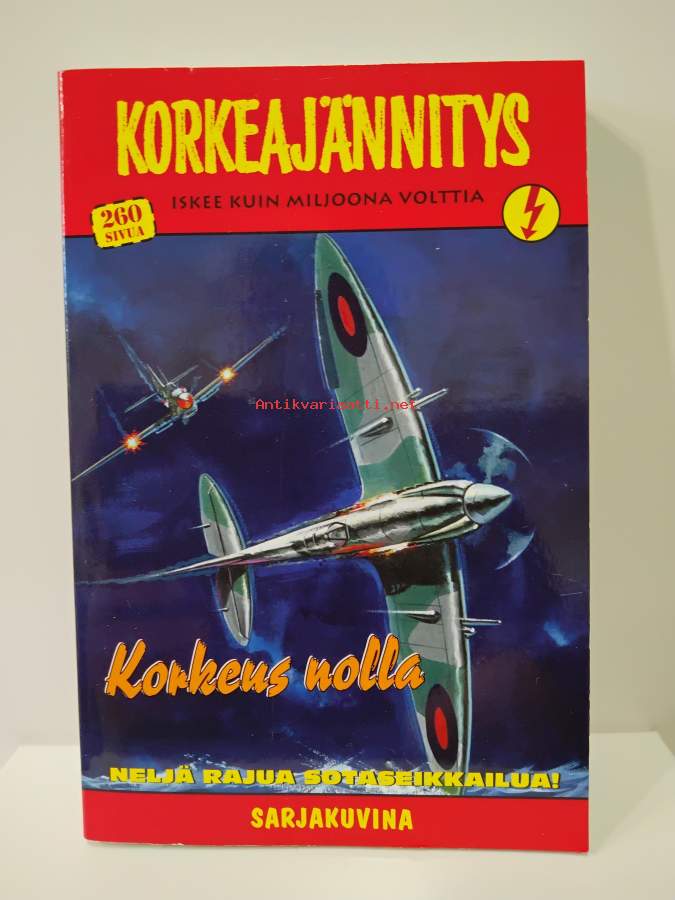 KORKEAJÄNNITYS
260
SIVUA
ISKEE KUIN MILJOONA VOLTTIA
Antikvariaatti.net
Korkeus nolla
NELJÄ RAJUA SOTASEIKKAILUA!
SARJAKUVINA